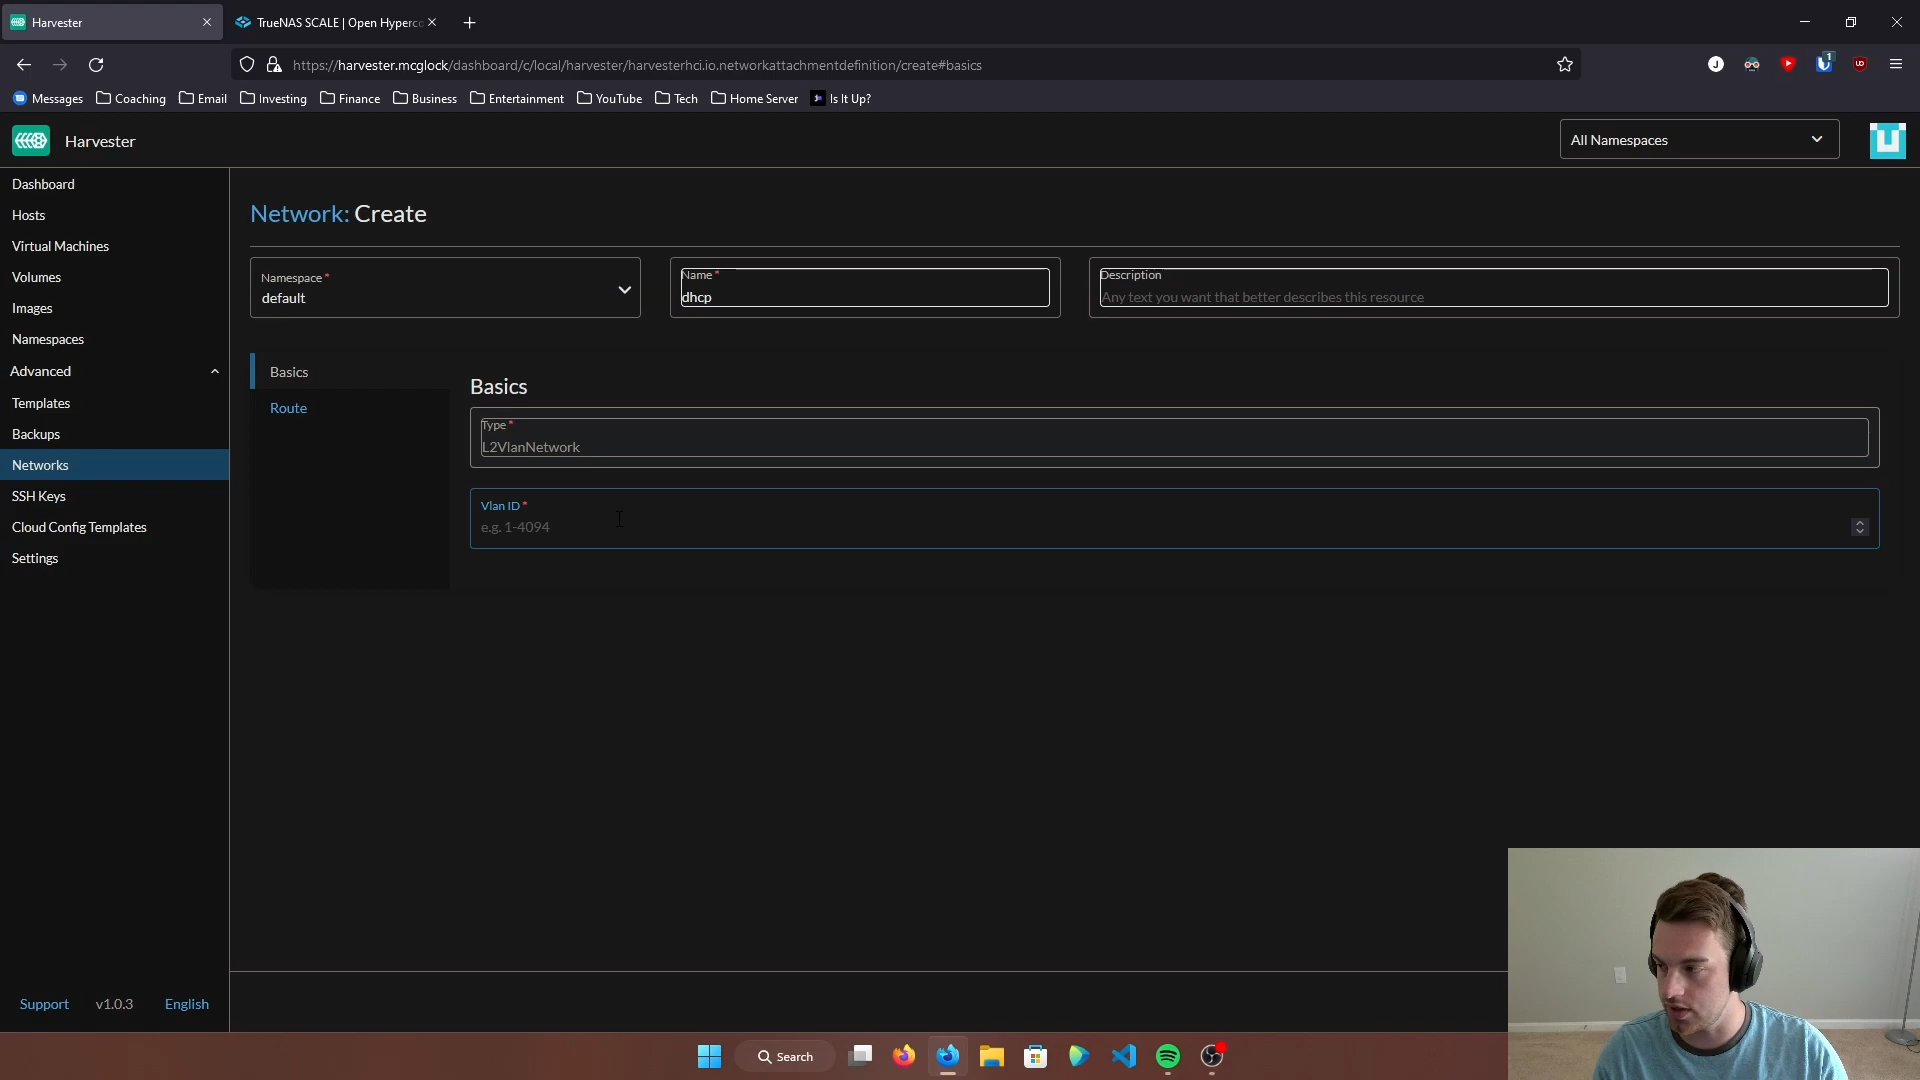 Harvester
TrueNAS SCALE | Open Hyperco
https://harvester.mcglock/dashboard/c/local/harvester/harvesterhci.io.networkattachmentdefinition/create#basics
1
Messages Coaching Email Investing Finance Business Entertainment YouTube Tech Home Server Is It Up?
Harvester
All Namespaces
Dashboard
Hosts
Virtual Machines
Volumes
Images
Namespaces
Advanced
Templates
Backups
Networks
SSH Keys
Cloud Config Templates
Settings
Network: Create
Namespace *
default
Name *
dhcp
Description
Any text you want that better describes this resource
Basics
Route
Basics
Type *
L2VlanNetwork
Vlan ID *
e.g. 1-4094
Support v1.0.3 English
Search